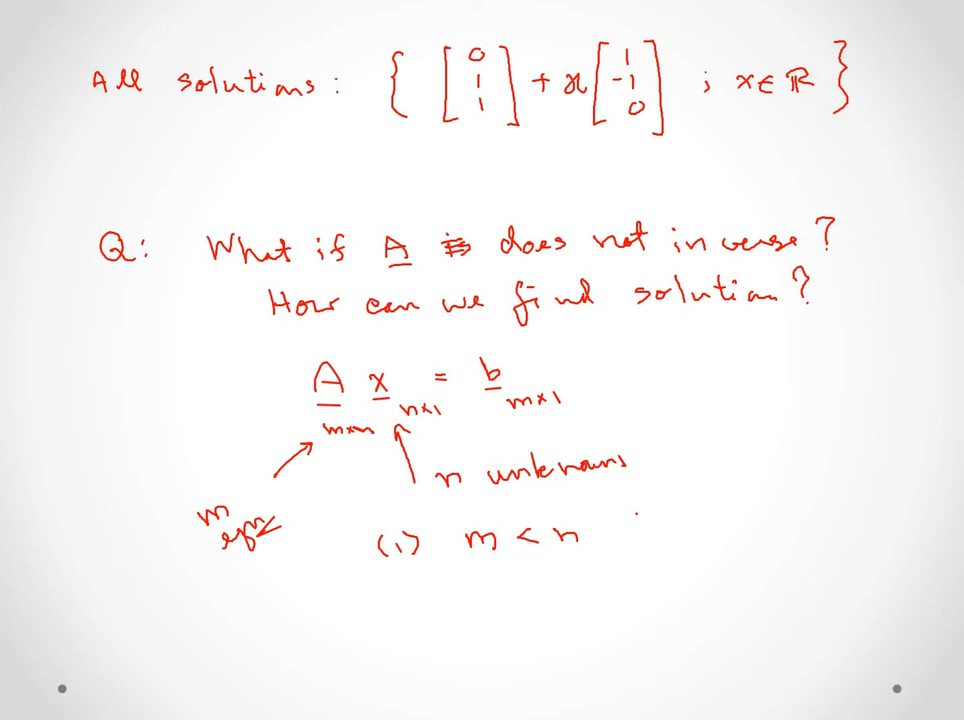 All solutions : { [ 0 1 1 ] + x [ 1 -1 0 ] ; x ∈ ℝ }
Q: What if A does not inverse ?
How can we find solution ?
A x = b
m×n n×1 m×1
n unknowns
m eqns
(1) m < n